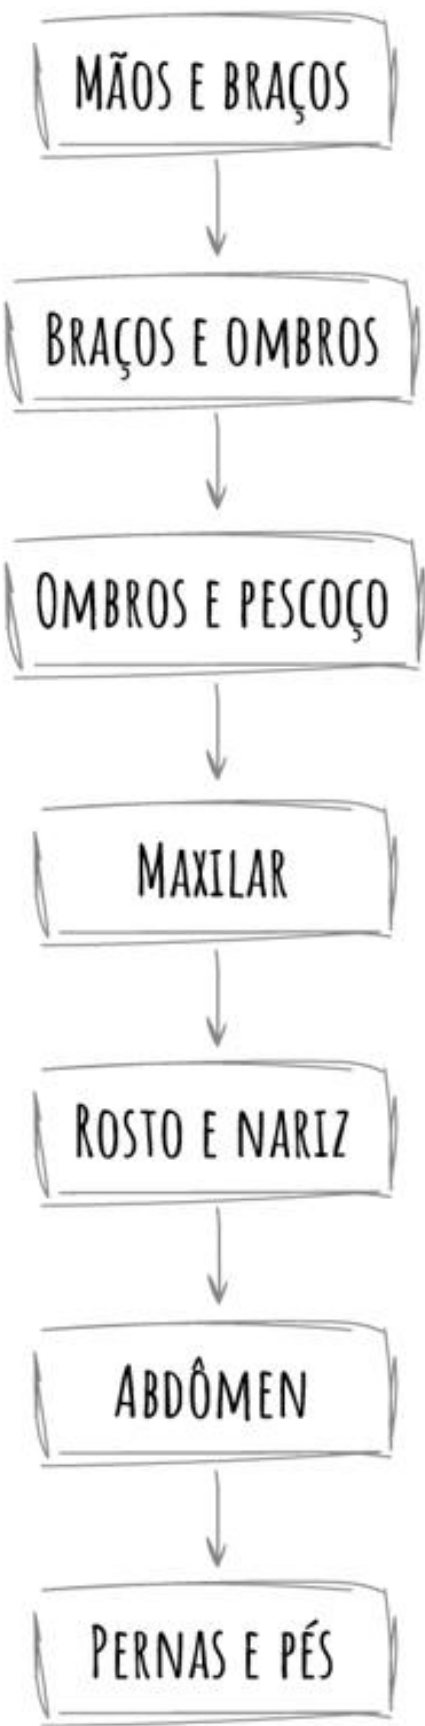 Mãos e braços
Braços e ombros
Ombros e pescoço
Maxilar
Rosto e nariz
Abdômen
Pernas e pés